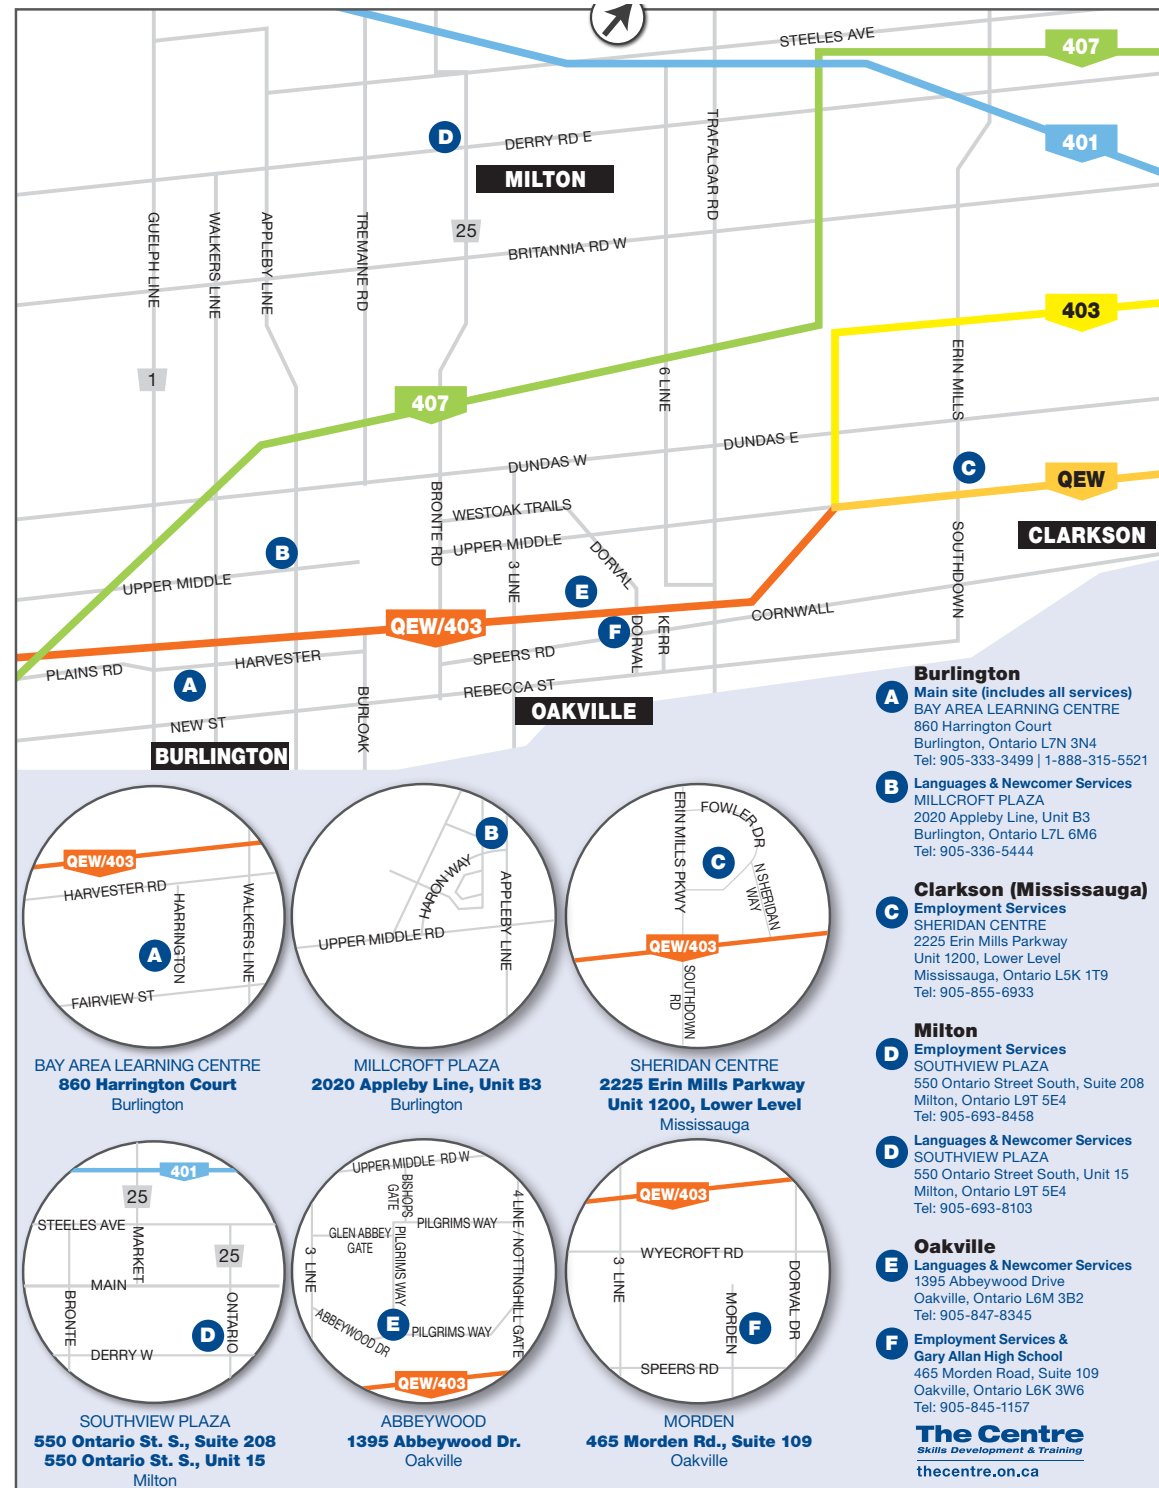 STEELES AVE
407
401
DERRY RD E
D
MILTON
TRAFALGAR RD
GUELPH LINE
WALKERS LINE
APPLEBY LINE
TREMAINE RD
25
BRITANNIA RD W
403
1
407
6 LINE
ERIN MILLS
DUNDAS E
DUNDAS W
C
QEW
BRONTE RD
WESTOAK TRAILS
UPPER MIDDLE
DORVAL
3 LINE
SOUTHDOWN
CLARKSON
B
UPPER MIDDLE
E
QEW/403
F
DORVAL
KERR
CORNWALL
PLAINS RD
HARVESTER
SPEERS RD
A
REBECCA ST
BURLOAK
NEW ST
OAKVILLE
BURLINGTON
QEW/403
HARVESTER RD
HARRINGTON
WALKERS LINE
A
FAIRVIEW ST
BAY AREA LEARNING CENTRE
860 Harrington Court
Burlington
B
HARON WAY
APPLEBY LINE
UPPER MIDDLE RD
MILLCROFT PLAZA
2020 Appleby Line, Unit B3
Burlington
ERIN MILLS PKWY
FOWLER DR
C
N SHERIDAN
WAY
QEW/403
SOUTHDOWN
RD
SHERIDAN CENTRE
2225 Erin Mills Parkway
Unit 1200, Lower Level
Mississauga
401
25
STEELES AVE
MARKET
25
MAIN
BRONTE
ONTARIO
D
DERRY W
SOUTHVIEW PLAZA
550 Ontario St. S., Suite 208
550 Ontario St. S., Unit 15
Milton
UPPER MIDDLE RD W
BISHOPS
GATE
4 LINE / NOTTINGHILL GATE
PILGRIMS WAY
GLEN ABBEY
GATE
PILGRIMS WAY
3 LINE
ABBEYWOOD DR
E
PILGRIMS WAY
QEW/403
ABBEYWOOD
1395 Abbeywood Dr.
Oakville
QEW/403
WYECROFT RD
3 LINE
DORVAL DR
MORDEN
F
SPEERS RD
MORDEN
465 Morden Rd., Suite 109
Oakville
Burlington
A
Main site (includes all services)
BAY AREA LEARNING CENTRE
860 Harrington Court
Burlington, Ontario L7N 3N4
Tel: 905-333-3499 | 1-888-315-5521
B
Languages & Newcomer Services
MILLCROFT PLAZA
2020 Appleby Line, Unit B3
Burlington, Ontario L7L 6M6
Tel: 905-336-5444
Clarkson (Mississauga)
C
Employment Services
SHERIDAN CENTRE
2225 Erin Mills Parkway
Unit 1200, Lower Level
Mississauga, Ontario L5K 1T9
Tel: 905-855-6933
Milton
D
Employment Services
SOUTHVIEW PLAZA
550 Ontario Street South, Suite 208
Milton, Ontario L9T 5E4
Tel: 905-693-8458
D
Languages & Newcomer Services
SOUTHVIEW PLAZA
550 Ontario Street South, Unit 15
Milton, Ontario L9T 5E4
Tel: 905-693-8103
Oakville
E
Languages & Newcomer Services
1395 Abbeywood Drive
Oakville, Ontario L6M 3B2
Tel: 905-847-8345
F
Employment Services &
Gary Allan High School
465 Morden Road, Suite 109
Oakville, Ontario L6K 3W6
Tel: 905-845-1157
The Centre
Skills Development & Training
thecentre.on.ca